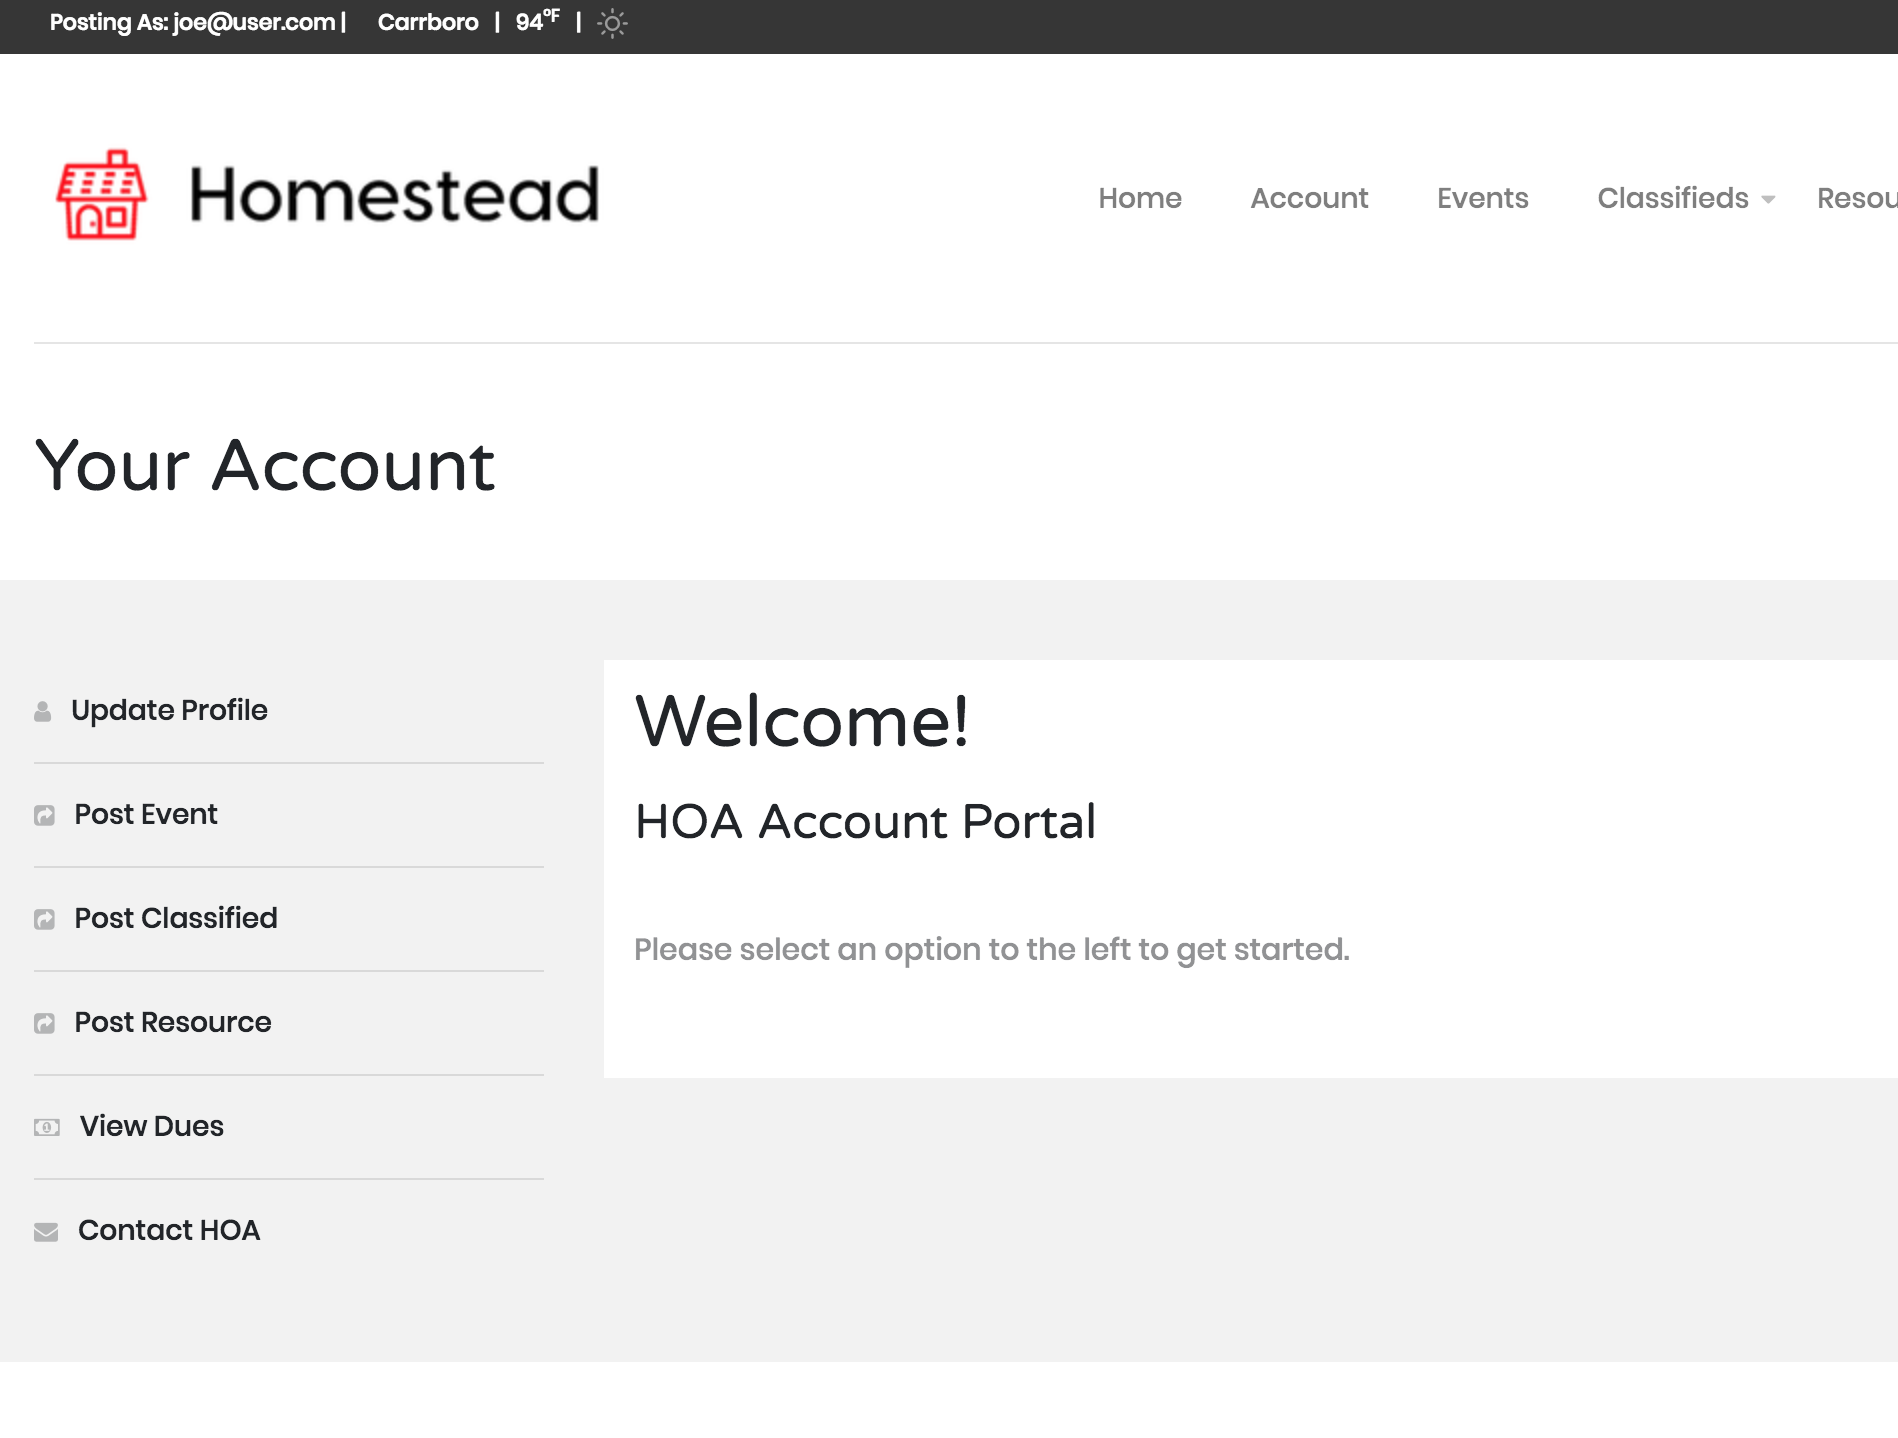 Posting As: joe@user.com | Carrboro | 94°F |
Homestead
Home Account Events Classifieds
Your Account
Update Profile
Post Event
Post Classified
Post Resource
View Dues
Contact HOA
Welcome!
HOA Account Portal
Please select an option to the left to get started.